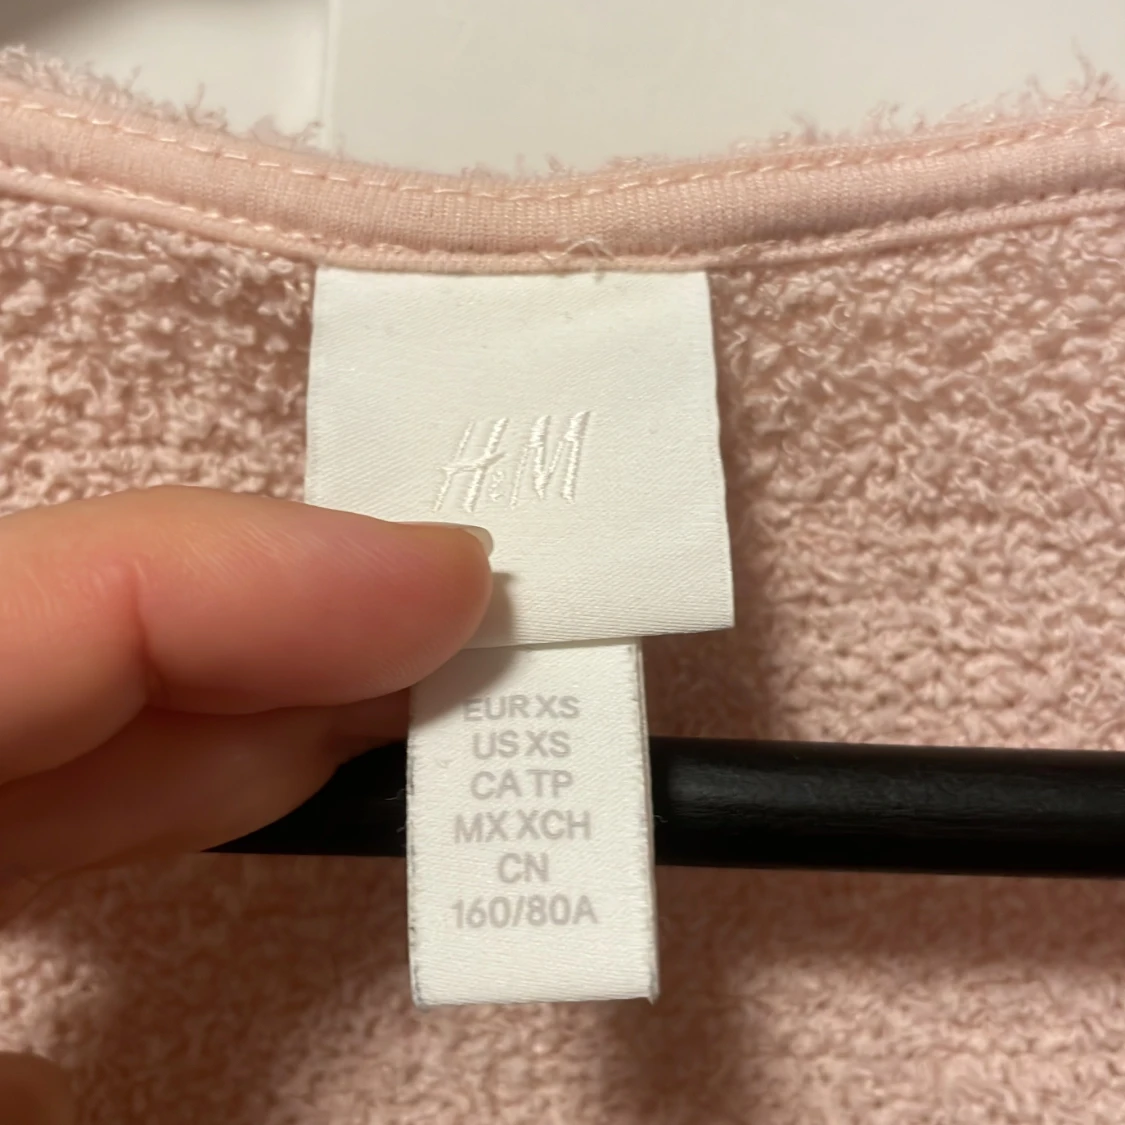 H&M
EUR XS
US XS
CA TP
MX XCH
CN
160/80A